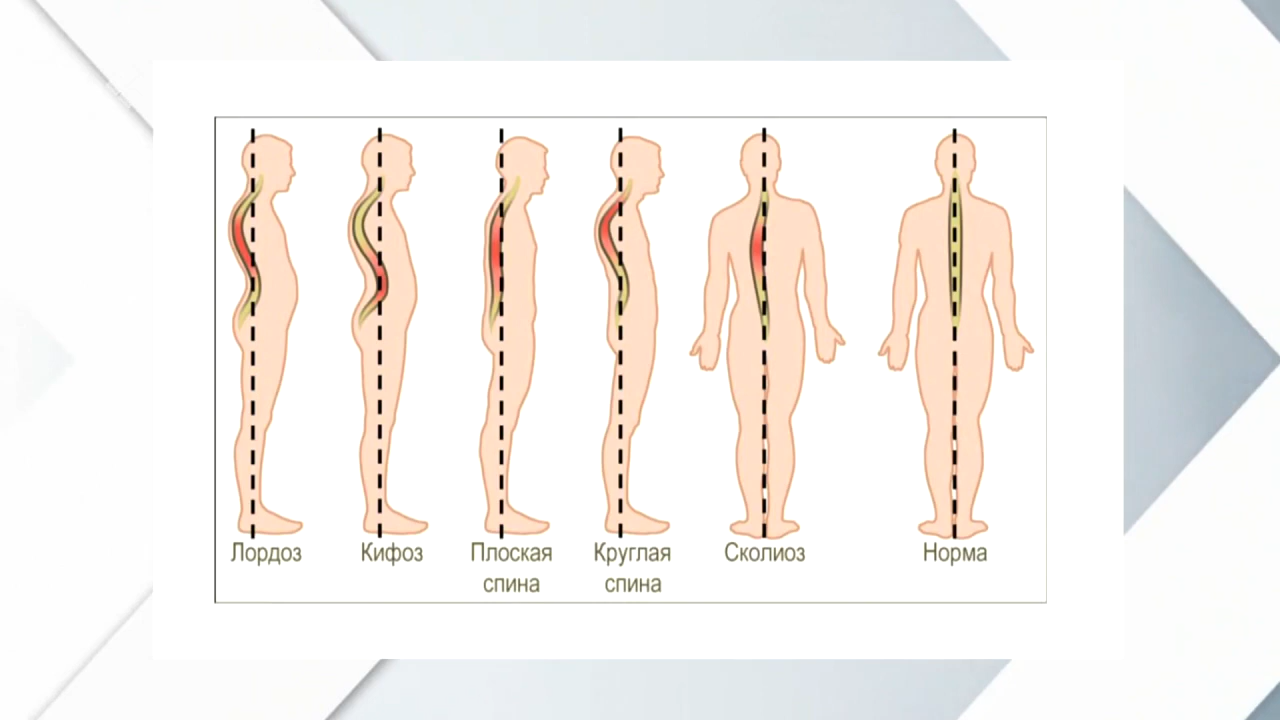 Лордоз
Кифоз
Плоская
спина
Круглая
спина
Сколиоз
Норма